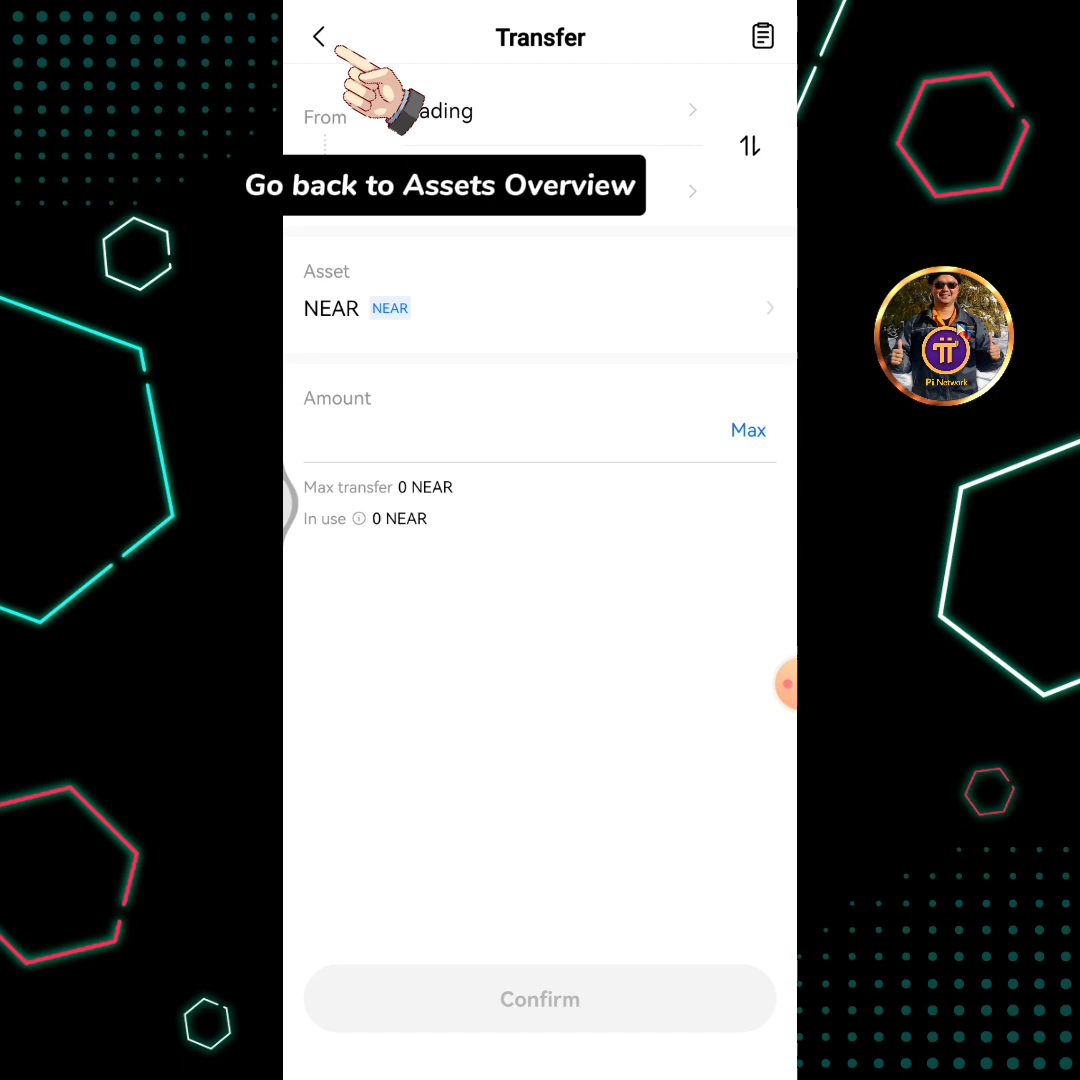 Transfer
From
ading
Go back to Assets Overview
Asset
NEAR NEAR
Amount
Max
Max transfer 0 NEAR
In use 0 NEAR
Confirm
Pi Network